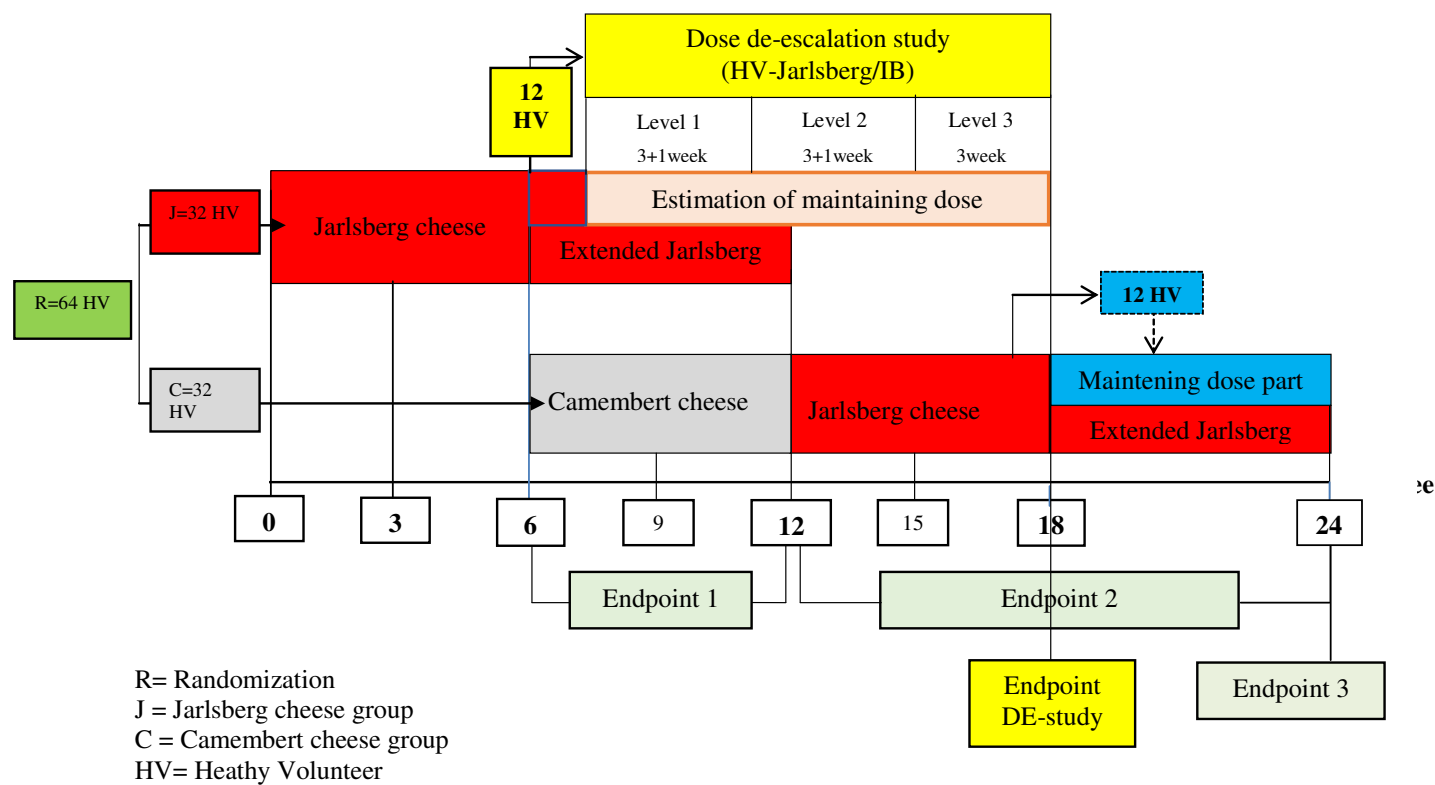 Dose de-escalation study
(HV-Jarlsberg/IB)
12
HV
Level 1
Level 2
Level 3
3+1week
3+1week
3week
J=32 HV
Jarlsberg cheese
Estimation of maintaining dose
Extended Jarlsberg
R=64 HV
12 HV
C=32
HV
Camembert cheese
Jarlsberg cheese
Maintening dose part
Extended Jarlsberg
ee
0
3
6
9
12
15
18
24
Endpoint 1
Endpoint 2
Endpoint
DE-study
Endpoint 3
R= Randomization
J = Jarlsberg cheese group
C = Camembert cheese group
HV= Heathy Volunteer